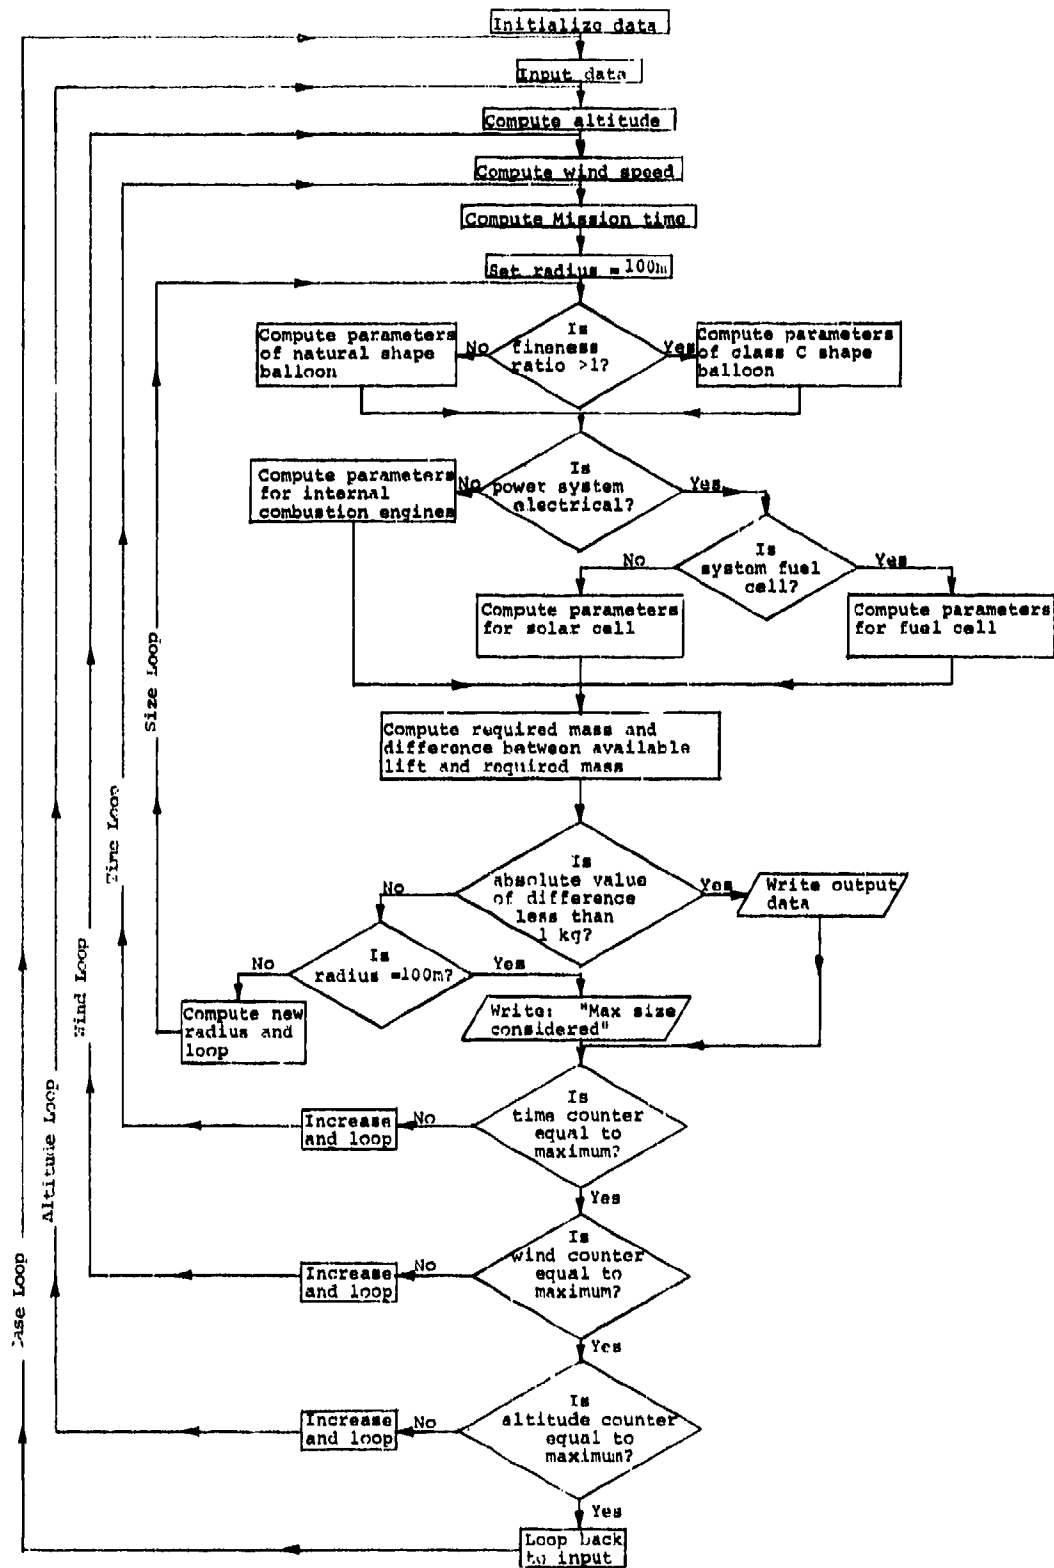 Initialize data
Input data
Compute altitude
Compute wind speed
Compute Mission time
Set radius = 100m
Is
fineness
ratio >1?
No
Yes
Compute parameters
of natural shape
balloon
Compute parameters
of class C shape
balloon
Is
power system
electrical?
No
Yes
Compute parameters
for internal
combustion engines
Is
system fuel
cell?
No
Yes
Compute parameters
for solar cell
Compute parameters
for fuel cell
Compute required mass and
difference between available
lift and required mass
Is
absolute value
of difference
less than
1 kg?
No
Yes
Write output
data
Is
radius =100m?
No
Yes
Compute new
radius and
loop
Write: "Max size
considered"
Is
time counter
equal to
maximum?
No
Increase
and loop
Yes
Is
wind counter
equal to
maximum?
No
Increase
and loop
Yes
Is
altitude counter
equal to
maximum?
No
Increase
and loop
Yes
Loop back
to input
Size Loop
Time Loop
Wind Loop
Altitude Loop
Case Loop